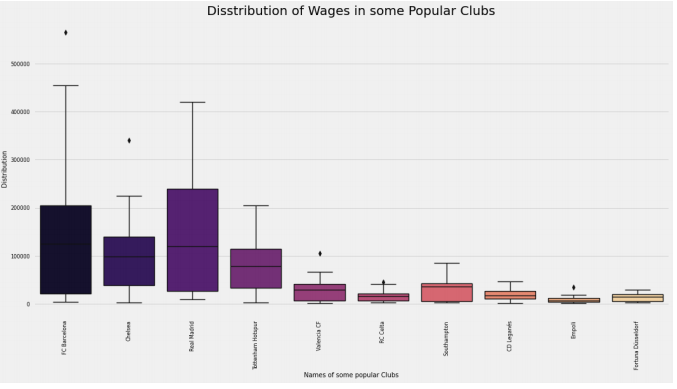 Disstribution of Wages in some Popular Clubs
500000
400000
300000
200000
100000
0
Distribution
FC Barcelona
Chelsea
Real Madrid
Tottenham Hotspur
Valencia CF
RC Celta
Southampton
CD Leganés
Empoli
Fortuna Düsseldorf
Names of some popular Clubs